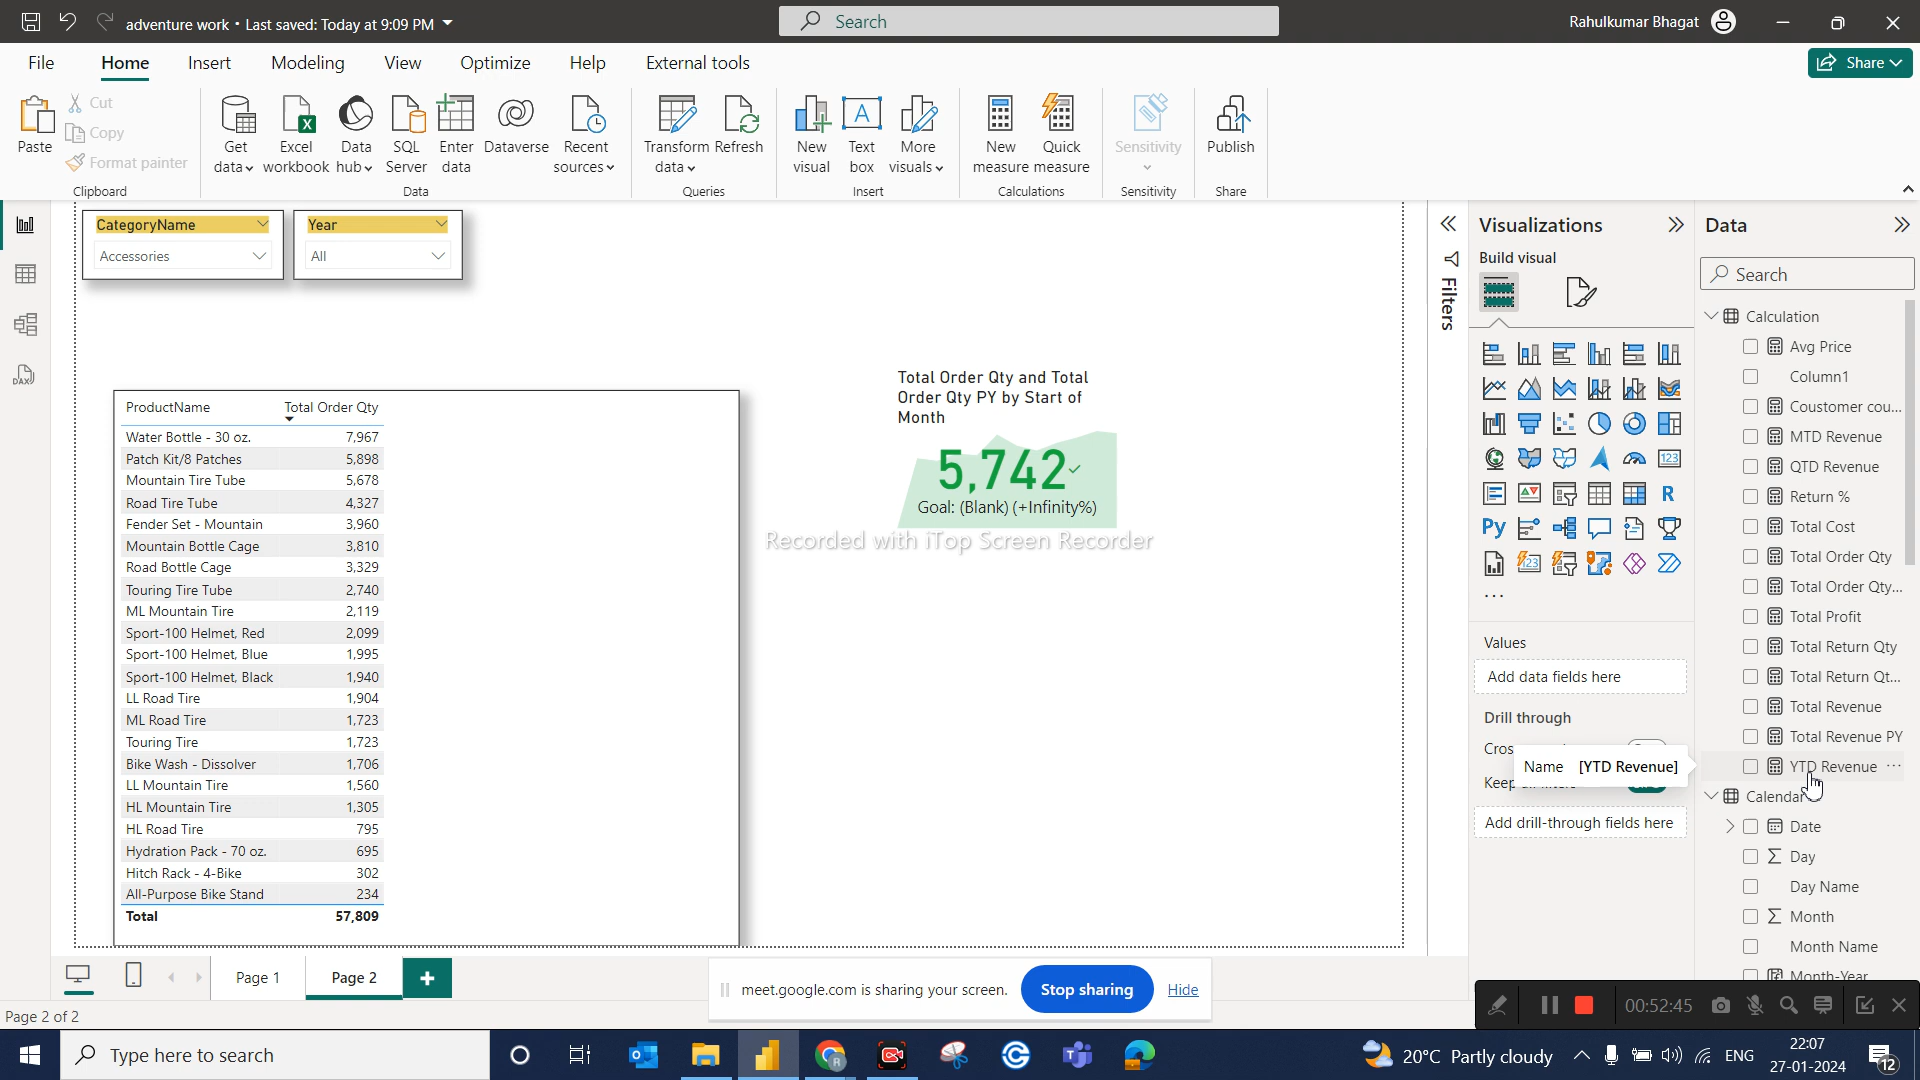 adventure work • Last saved: Today at 9:09 PM
Search
Rahulkumar Bhagat
File
Home
Insert
Modeling
View
Optimize
Help
External tools
Share
Paste
Cut
Copy
Format painter
Clipboard
Get
data
Excel
workbook
Data
hub
SQL
Server
Enter
data
Dataverse
Recent
sources
Data
Transform
data
Refresh
Queries
New
visual
Text
box
More
visuals
Insert
New
measure
Quick
measure
Calculations
Sensitivity
Sensitivity
Publish
Share
CategoryName
Accessories
Year
All
ProductName Total Order Qty
Water Bottle - 30 oz. 7,967
Patch Kit/8 Patches 5,898
Mountain Tire Tube 5,678
Road Tire Tube 4,327
Fender Set - Mountain 3,960
Mountain Bottle Cage 3,810
Road Bottle Cage 3,329
Touring Tire Tube 2,740
ML Mountain Tire 2,119
Sport-100 Helmet, Red 2,099
Sport-100 Helmet, Blue 1,995
Sport-100 Helmet, Black 1,940
LL Road Tire 1,904
ML Road Tire 1,723
Touring Tire 1,723
Bike Wash - Dissolver 1,706
LL Mountain Tire 1,560
HL Mountain Tire 1,305
HL Road Tire 795
Hydration Pack - 70 oz. 695
Hitch Rack - 4-Bike 302
All-Purpose Bike Stand 234
Total 57,809
Total Order Qty and Total
Order Qty PY by Start of
Month
5,742
Goal: (Blank) (+Infinity%)
Recorded with iTop Screen Recorder
Filters
Visualizations
Build visual
123
R
Py
123
Values
Add data fields here
Drill through
Cros
Name [YTD Revenue]
Keep
Add drill-through fields here
Data
Search
Calculation
Avg Price
Column1
Coustomer cou...
MTD Revenue
QTD Revenue
Return %
Total Cost
Total Order Qty
Total Order Qty...
Total Profit
Total Return Qty
Total Return Qt...
Total Revenue
Total Revenue PY
YTD Revenue
Calendar
Date
Day
Day Name
Month
Month Name
Month-Year
Page 1
Page 2
meet.google.com is sharing your screen.
Stop sharing
Hide
00:52:45
Page 2 of 2
Type here to search
20°C Partly cloudy
ENG
22:07
27-01-2024
12